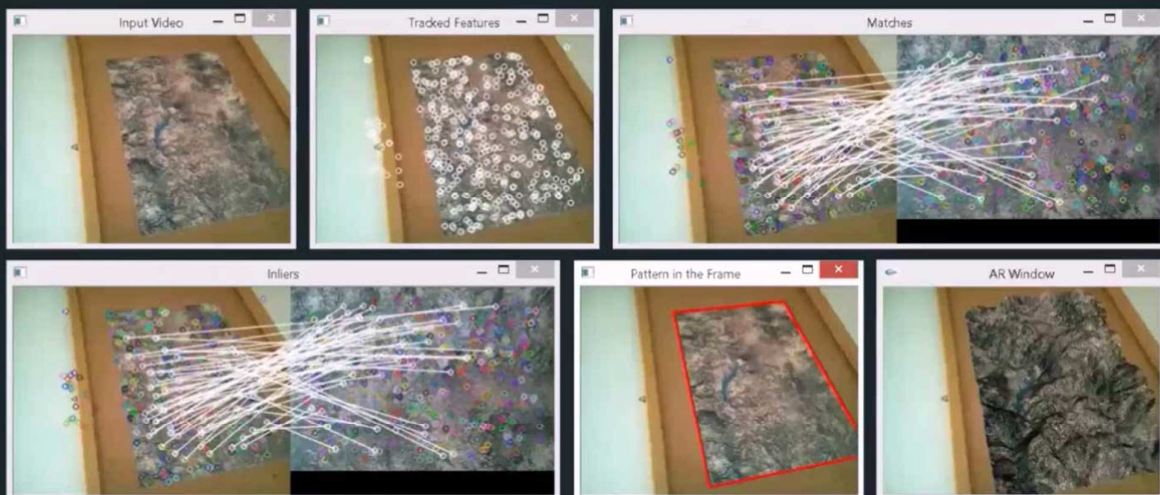 Input Video
Tracked Features
Matches
Inliers
Pattern in the Frame
AR Window